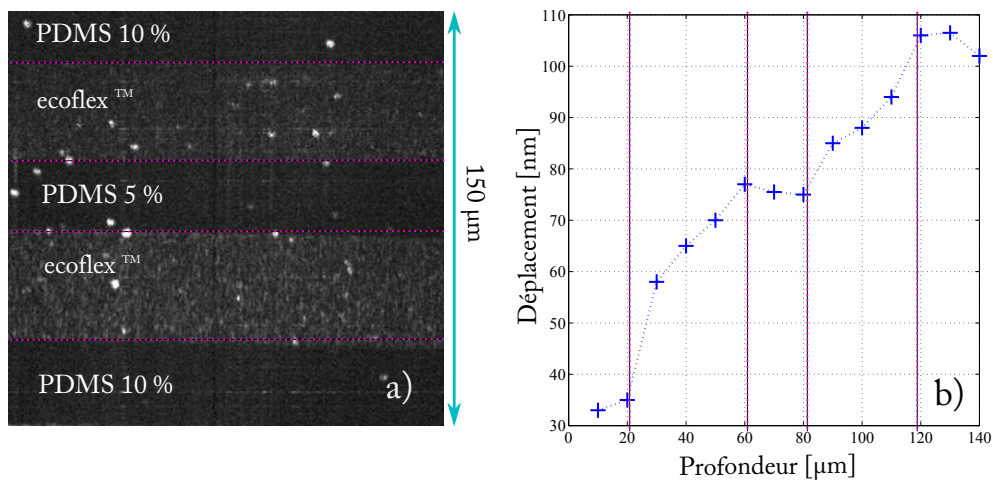 PDMS 10 %
ecoflex ™
PDMS 5 %
ecoflex ™
PDMS 10 %
a)
150 µm
Déplacement [nm]
110
100
90
80
70
60
50
40
30
0 20 40 60 80 100 120 140
Profondeur [µm]
b)